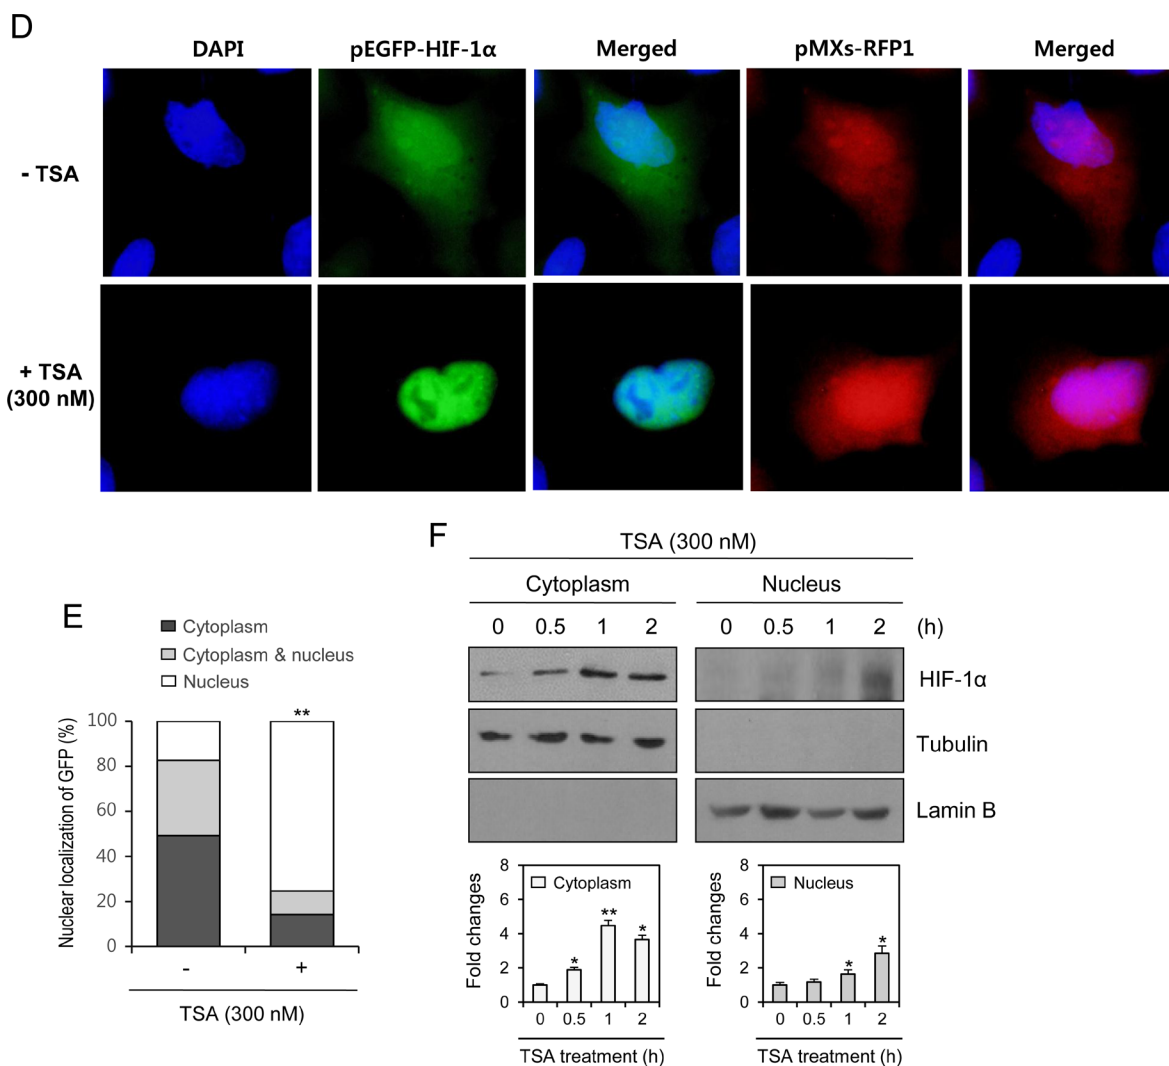 D
DAPI pEGFP-HIF-1α Merged pMXs-RFP1 Merged
- TSA
+ TSA
(300 nM)
E
Cytoplasm
Cytoplasm & nucleus
Nucleus
Nuclear localization of GFP (%)
100
80
60
40
20
0
**
- +
TSA (300 nM)
F
TSA (300 nM)
Cytoplasm Nucleus
0 0.5 1 2 0 0.5 1 2 (h)
HIF-1α
Tubulin
Lamin B
Fold changes
8
6
4
2
0
Cytoplasm
* ** *
0 0.5 1 2
TSA treatment (h)
Fold changes
8
6
4
2
0
Nucleus
* *
0 0.5 1 2
TSA treatment (h)